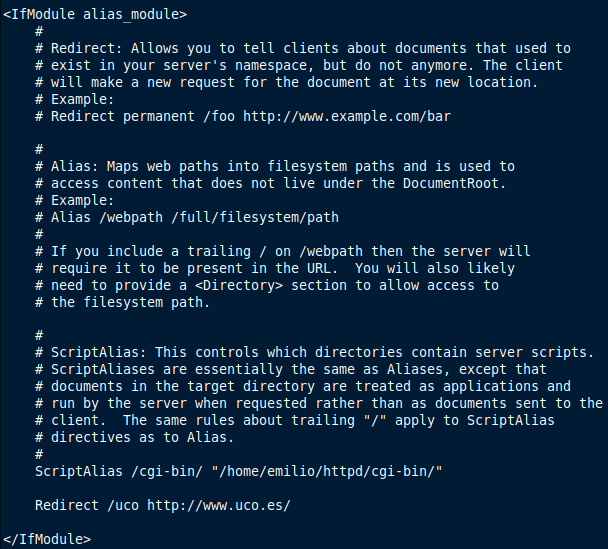 <IfModule alias_module>
    #
    # Redirect: Allows you to tell clients about documents that used to
    # exist in your server's namespace, but do not anymore. The client
    # will make a new request for the document at its new location.
    # Example:
    # Redirect permanent /foo http://www.example.com/bar

    #
    # Alias: Maps web paths into filesystem paths and is used to
    # access content that does not live under the DocumentRoot.
    # Example:
    # Alias /webpath /full/filesystem/path
    #
    # If you include a trailing / on /webpath then the server will
    # require it to be present in the URL.  You will also likely
    # need to provide a <Directory> section to allow access to
    # the filesystem path.

    #
    # ScriptAlias: This controls which directories contain server scripts.
    # ScriptAliases are essentially the same as Aliases, except that
    # documents in the target directory are treated as applications and
    # run by the server when requested rather than as documents sent to the
    # client.  The same rules about trailing "/" apply to ScriptAlias
    # directives as to Alias.
    #
    ScriptAlias /cgi-bin/ "/home/emilio/httpd/cgi-bin/"

    Redirect /uco http://www.uco.es/

</IfModule>